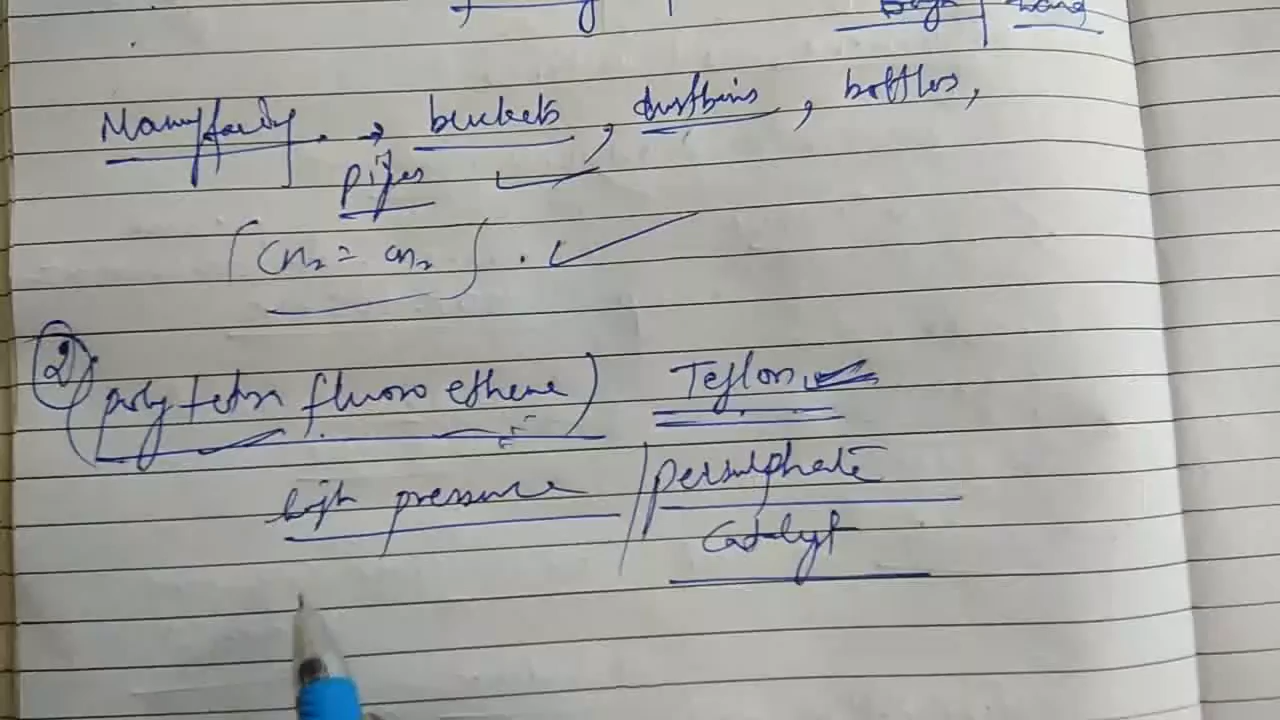 Manufacturing. → buckets, dustbins, bottles,
pipes
[CH₂ = CH₂].
② (poly tetra fluoro ethene) Teflon
high pressure / persulphate
Catalyst